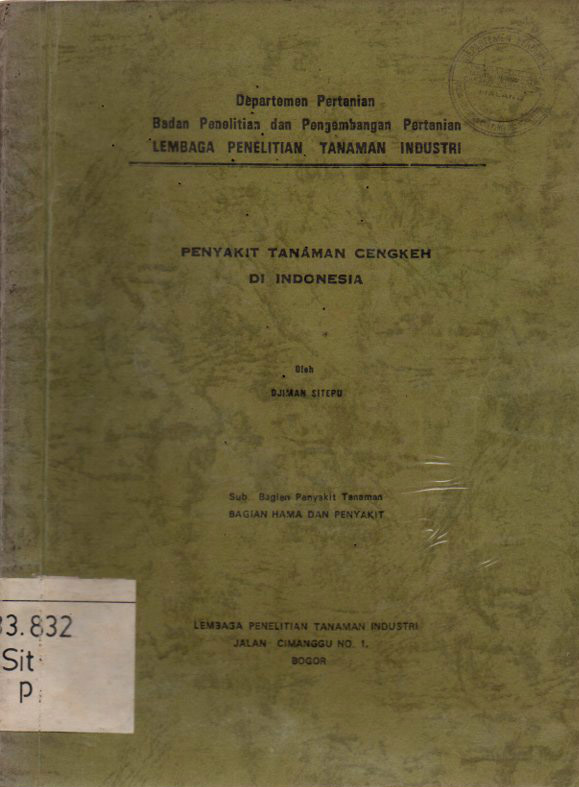 Departemen Pertanian
Badan Penelitian dan Pengembangan Pertanian
LEMBAGA PENELITIAN TANAMAN INDUSTRI
PENYAKIT TANAMAN CENGKEH
DI INDONESIA
Oleh
DJIMAN SITEPU
Sub Bagian Penyakit Tanaman
BAGIAN HAMA DAN PENYAKIT
LEMBAGA PENELITIAN TANAMAN INDUSTRI
JALAN CIMANGGU NO. 1.
BOGOR
33.832
Sit
p